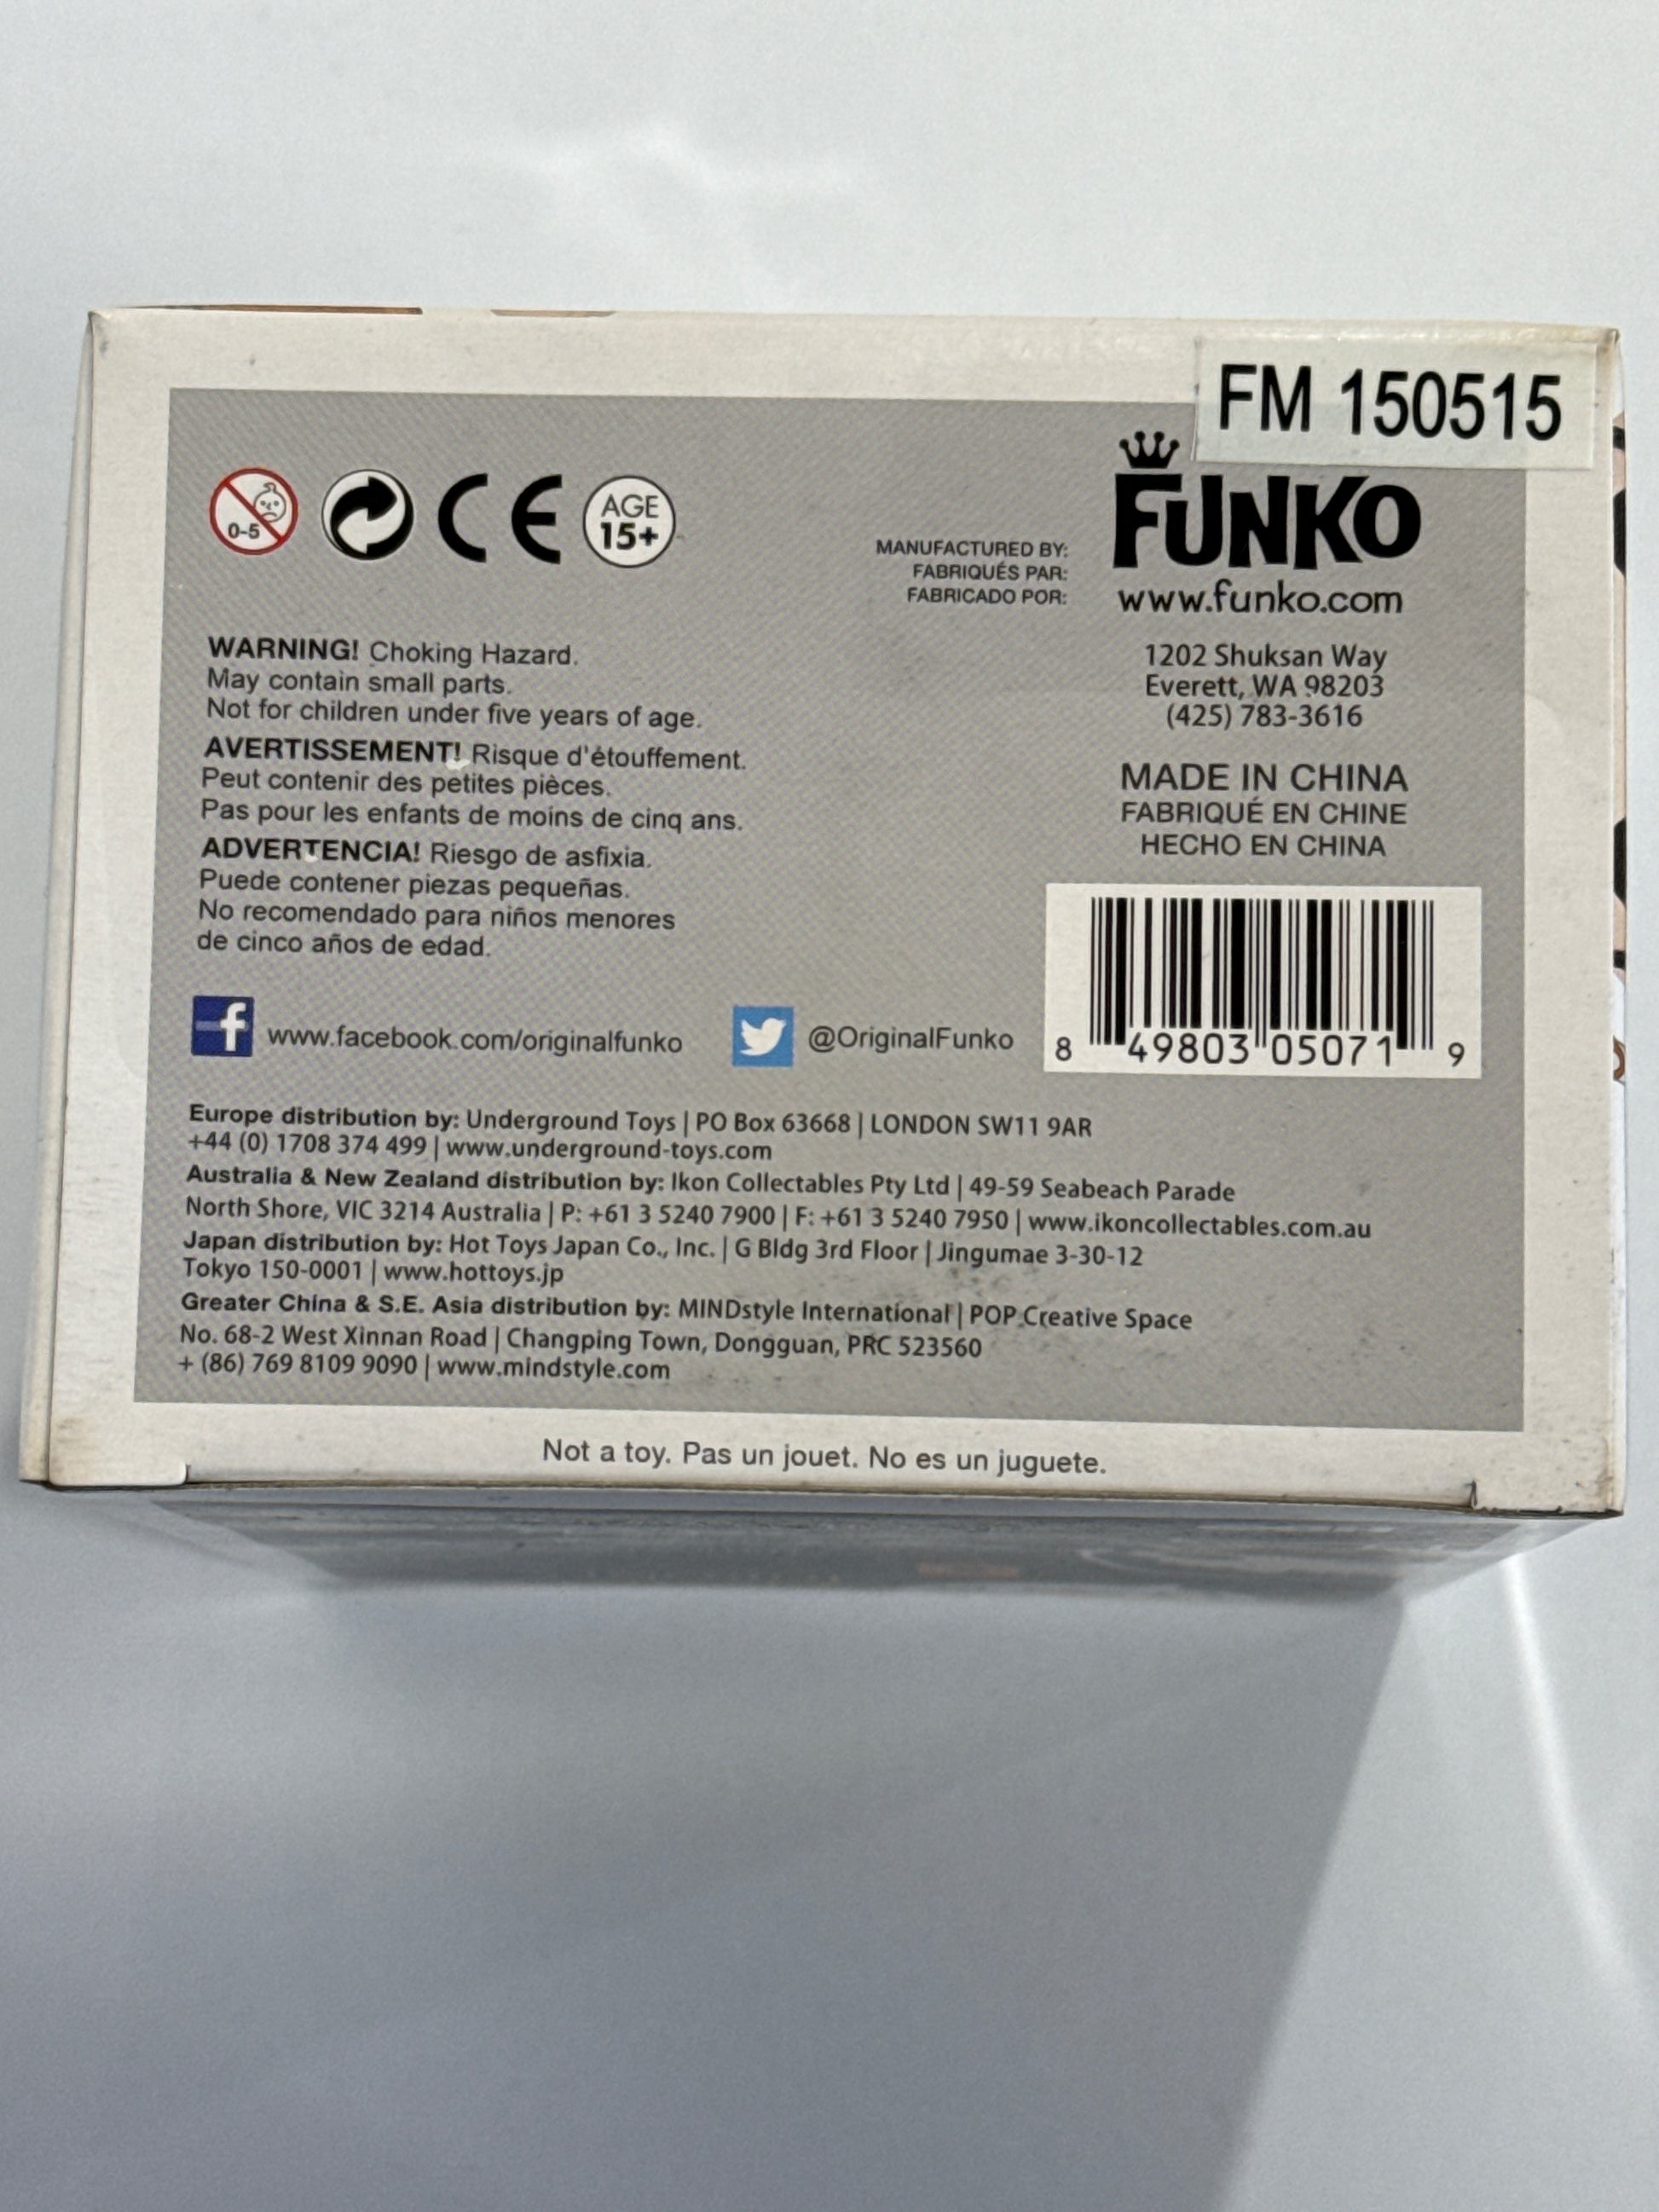 FM 150515
0-5
CE
AGE
15+
MANUFACTURED BY:
FABRIQUÉS PAR:
FABRICADO POR:
FUNKO
www.funko.com
1202 Shuksan Way
Everett, WA 98203
(425) 783-3616
MADE IN CHINA
FABRIQUÉ EN CHINE
HECHO EN CHINA
WARNING! Choking Hazard.
May contain small parts.
Not for children under five years of age.
AVERTISSEMENT! Risque d'étouffement.
Peut contenir des petites pièces.
Pas pour les enfants de moins de cinq ans.
ADVERTENCIA! Riesgo de asfixia.
Puede contener piezas pequeñas.
No recomendado para niños menores
de cinco años de edad.
f www.facebook.com/originalfunko
@OriginalFunko
8 49803 05071 9
Europe distribution by: Underground Toys | PO Box 63668 | LONDON SW11 9AR
+44 (0) 1708 374 499 | www.underground-toys.com
Australia & New Zealand distribution by: Ikon Collectables Pty Ltd | 49-59 Seabeach Parade
North Shore, VIC 3214 Australia | P: +61 3 5240 7900 | F: +61 3 5240 7950 | www.ikoncollectables.com.au
Japan distribution by: Hot Toys Japan Co., Inc. | G Bldg 3rd Floor | Jingumae 3-30-12
Tokyo 150-0001 | www.hottoys.jp
Greater China & S.E. Asia distribution by: MINDstyle International | POP Creative Space
No. 68-2 West Xinnan Road | Changping Town, Dongguan, PRC 523560
+ (86) 769 8109 9090 | www.mindstyle.com
Not a toy. Pas un jouet. No es un juguete.